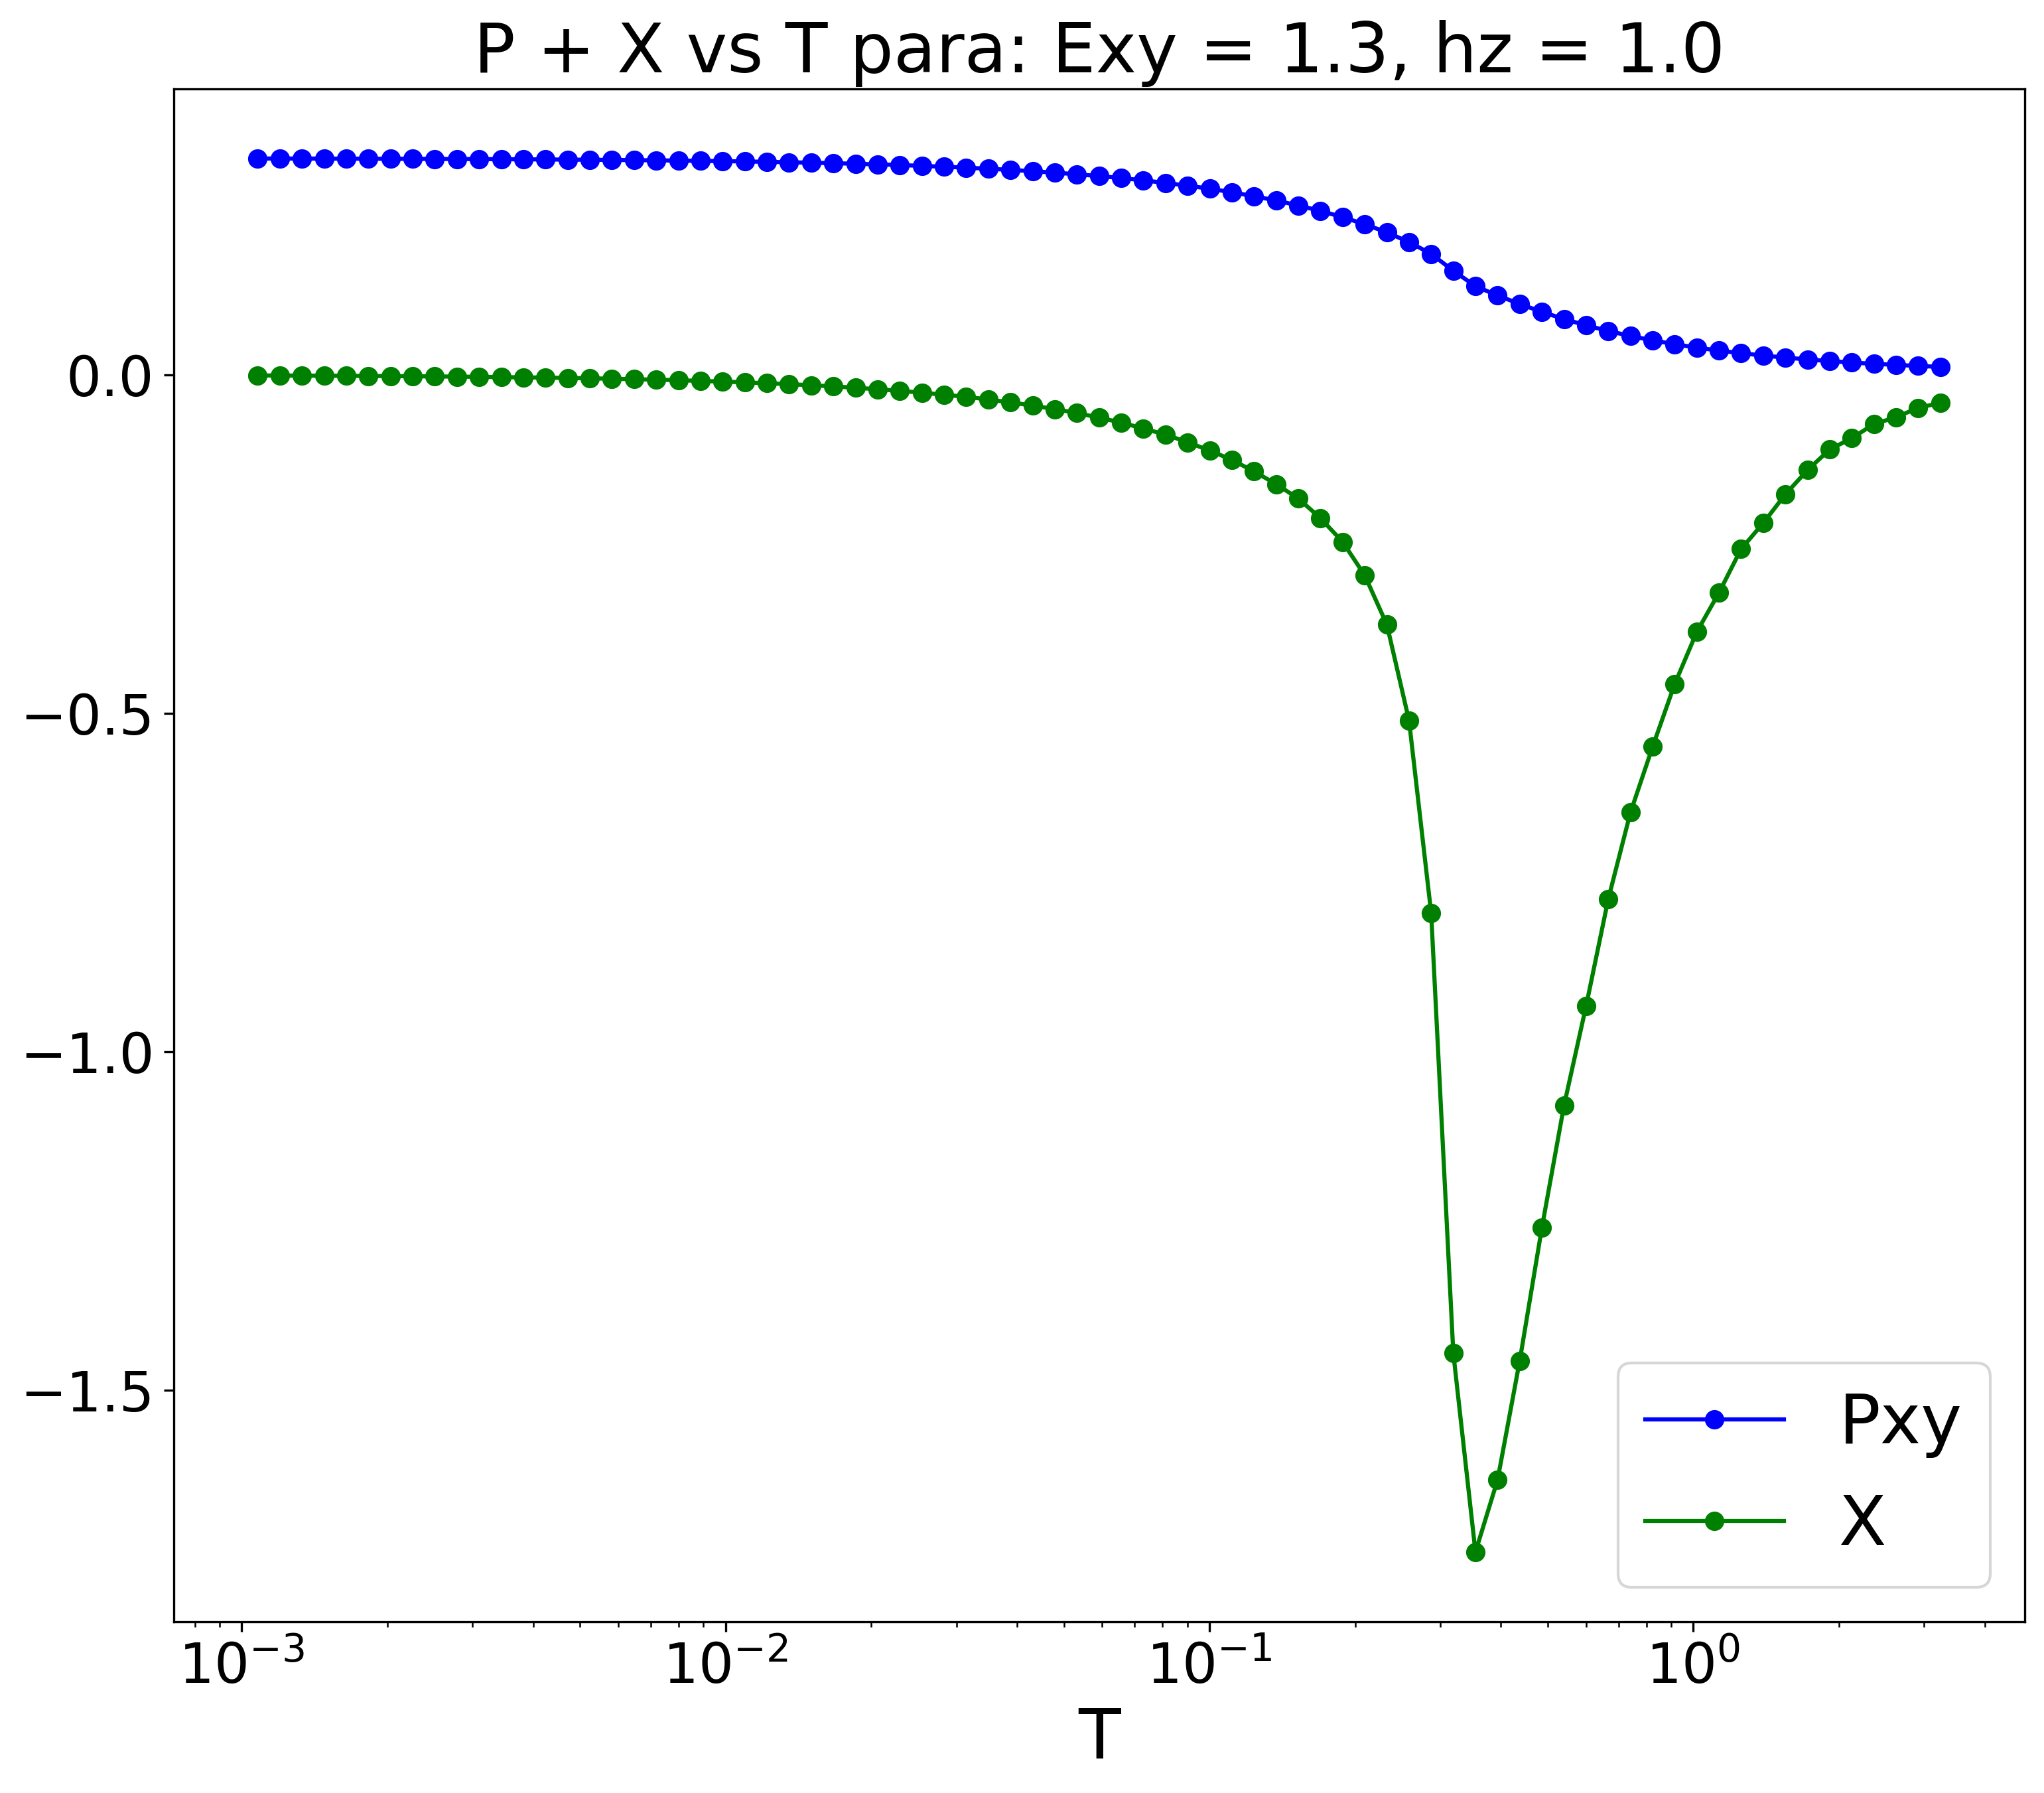 P + X vs T para: Exy = 1.3, hz = 1.0
0.0
−0.5
−1.0
−1.5
Pxy
X
10⁻³ 10⁻² 10⁻¹ 10⁰
T